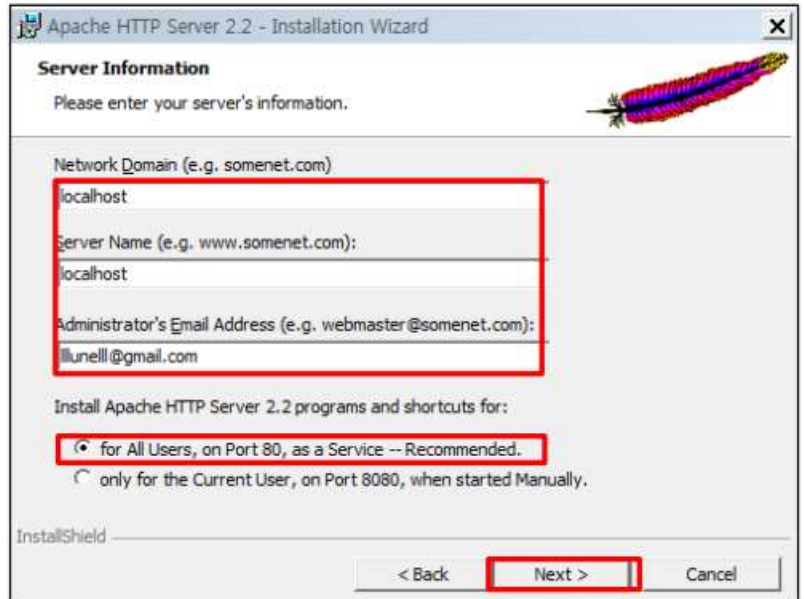 Apache HTTP Server 2.2 - Installation Wizard
Server Information
Please enter your server's information.
Network Domain (e.g. somenet.com)
localhost
Server Name (e.g. www.somenet.com):
localhost
Administrator's Email Address (e.g. webmaster@somenet.com):
Install Apache HTTP Server 2.2 programs and shortcuts for:
for All Users, on Port 80, as a Service -- Recommended.
only for the Current User, on Port 8080, when started Manually.
InstallShield
< Back Next > Cancel